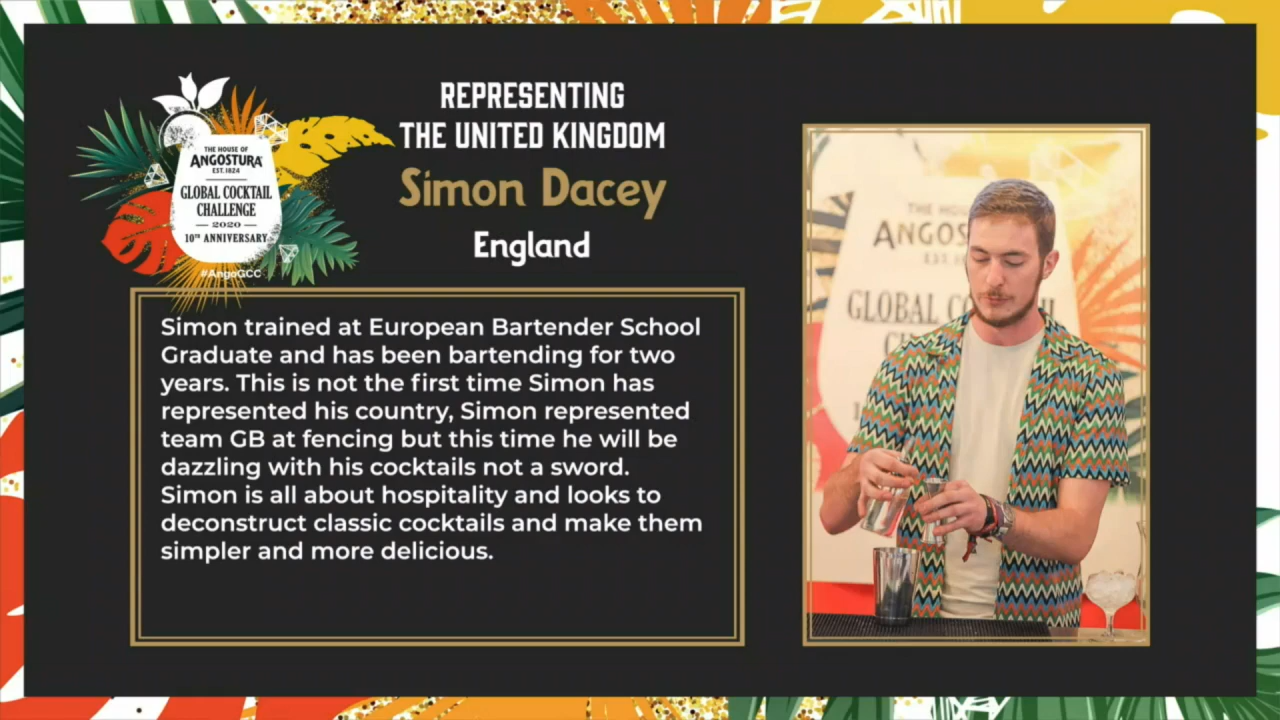 THE HOUSE OF
ANGOSTURA
EST. 1824
GLOBAL COCKTAIL
CHALLENGE
2020
10TH ANNIVERSARY
#AngoGCC
REPRESENTING
THE UNITED KINGDOM
Simon Dacey
England
Simon trained at European Bartender School
Graduate and has been bartending for two
years. This is not the first time Simon has
represented his country, Simon represented
team GB at fencing but this time he will be
dazzling with his cocktails not a sword.
Simon is all about hospitality and looks to
deconstruct classic cocktails and make them
simpler and more delicious.
THE
ANGOS
EST
GLOBAL